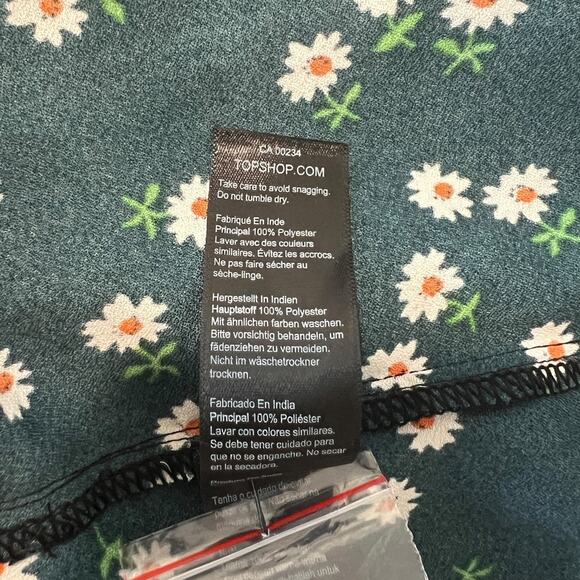 CA 00234
TOPSHOP.COM
Take care to avoid snagging.
Do not tumble dry.
Fabriqué En Inde
Principal 100% Polyester
Laver avec des couleurs
similaires. Évitez les accrocs.
Ne pas faire sécher au
sèche-linge.
Hergestellt In Indien
Hauptstoff 100% Polyester
Mit ähnlichen farben waschen.
Bitte vorsichtig behandeln, um
fädenziehen zu vermeiden.
Nicht im wäschetrockner
trocknen.
Fabricado En India
Principal 100% Poliéster
Lavar con colores similares.
Se debe tener cuidado para
que no se enganche. No secar
en la secadora.
Tenha o cuidado de evitar